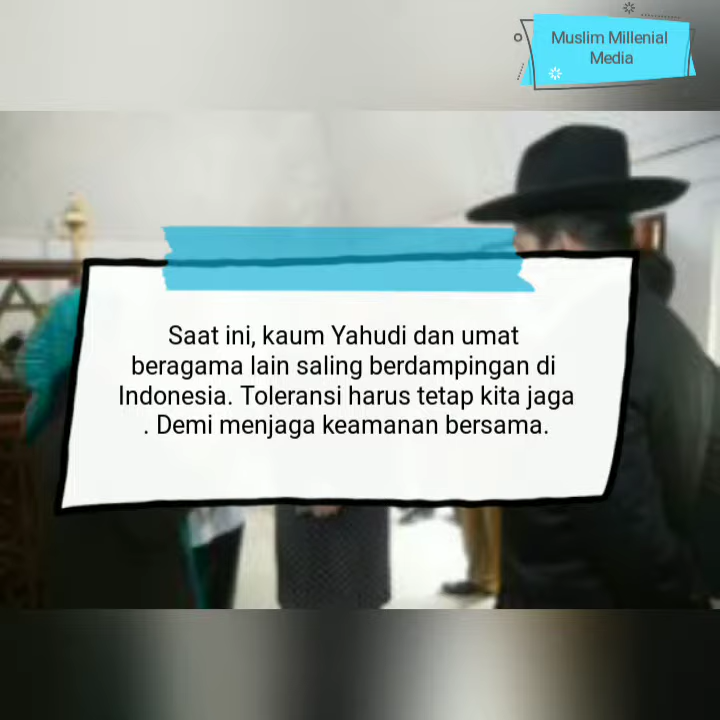 Muslim Millenial
Media
Saat ini, kaum Yahudi dan umat
beragama lain saling berdampingan di
Indonesia. Toleransi harus tetap kita jaga
. Demi menjaga keamanan bersama.